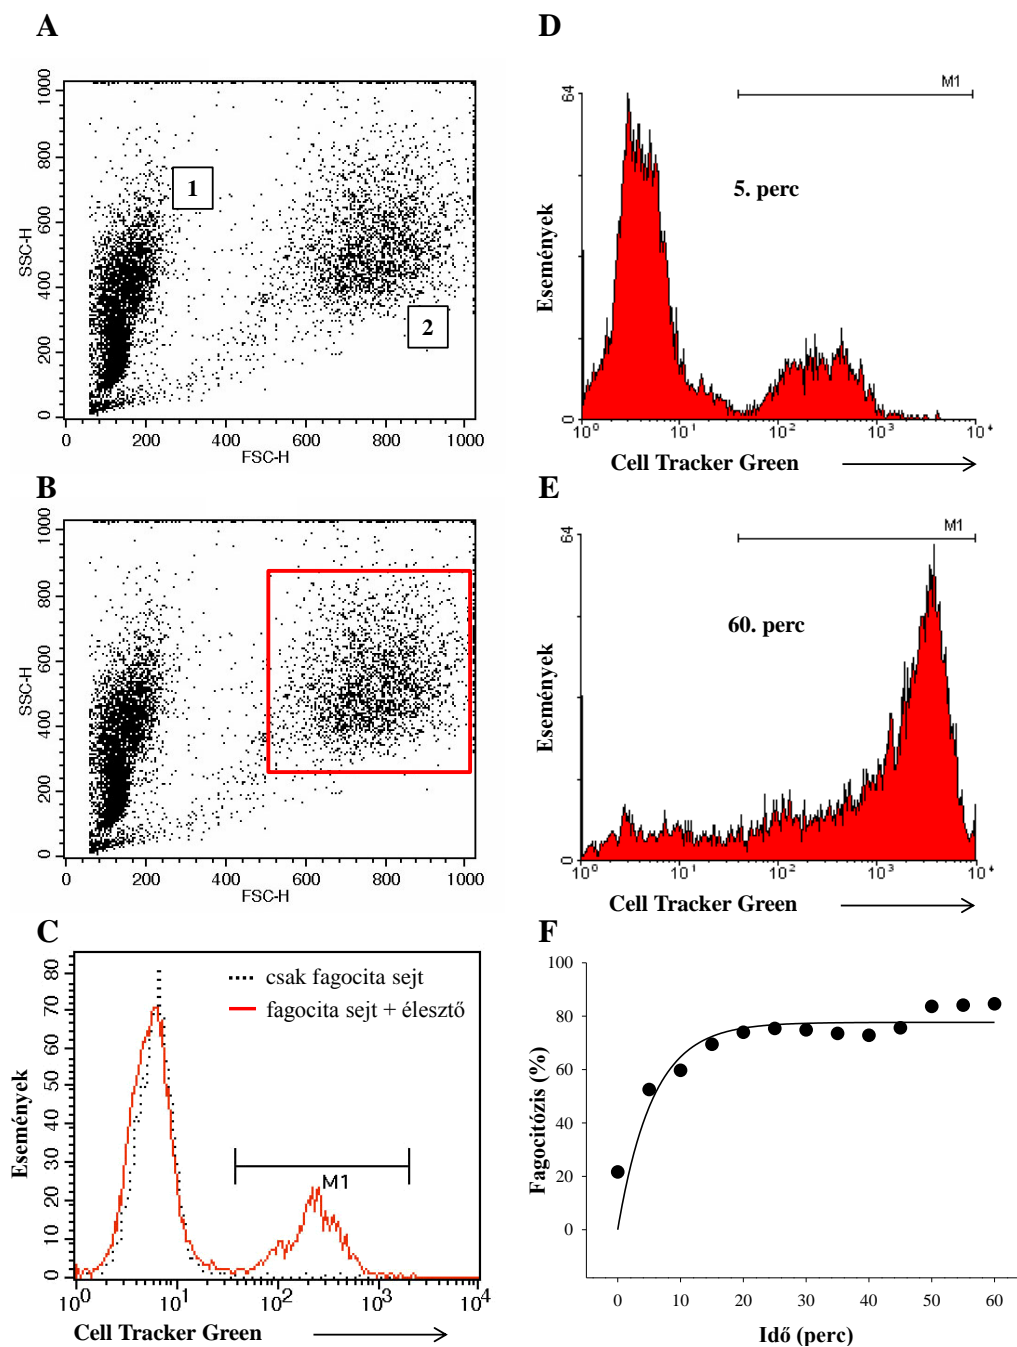 A
1000
800
600
400
200
0
SSC-H
1
2
0 200 400 600 800 1000
FSC-H
B
1000
800
600
400
200
0
SSC-H
0 200 400 600 800 1000
FSC-H
C
80
70
60
50
40
30
20
10
0
Események
csak fagocita sejt
fagocita sejt + élesztő
M1
10⁰ 10¹ 10² 10³ 10⁴
Cell Tracker Green
D
64
0
Események
M1
5. perc
10⁰ 10¹ 10² 10³ 10⁴
Cell Tracker Green
E
64
0
Események
M1
60. perc
10⁰ 10¹ 10² 10³ 10⁴
Cell Tracker Green
F
100
80
60
40
20
0
Fagocitózis (%)
0 10 20 30 40 50 60
Idő (perc)